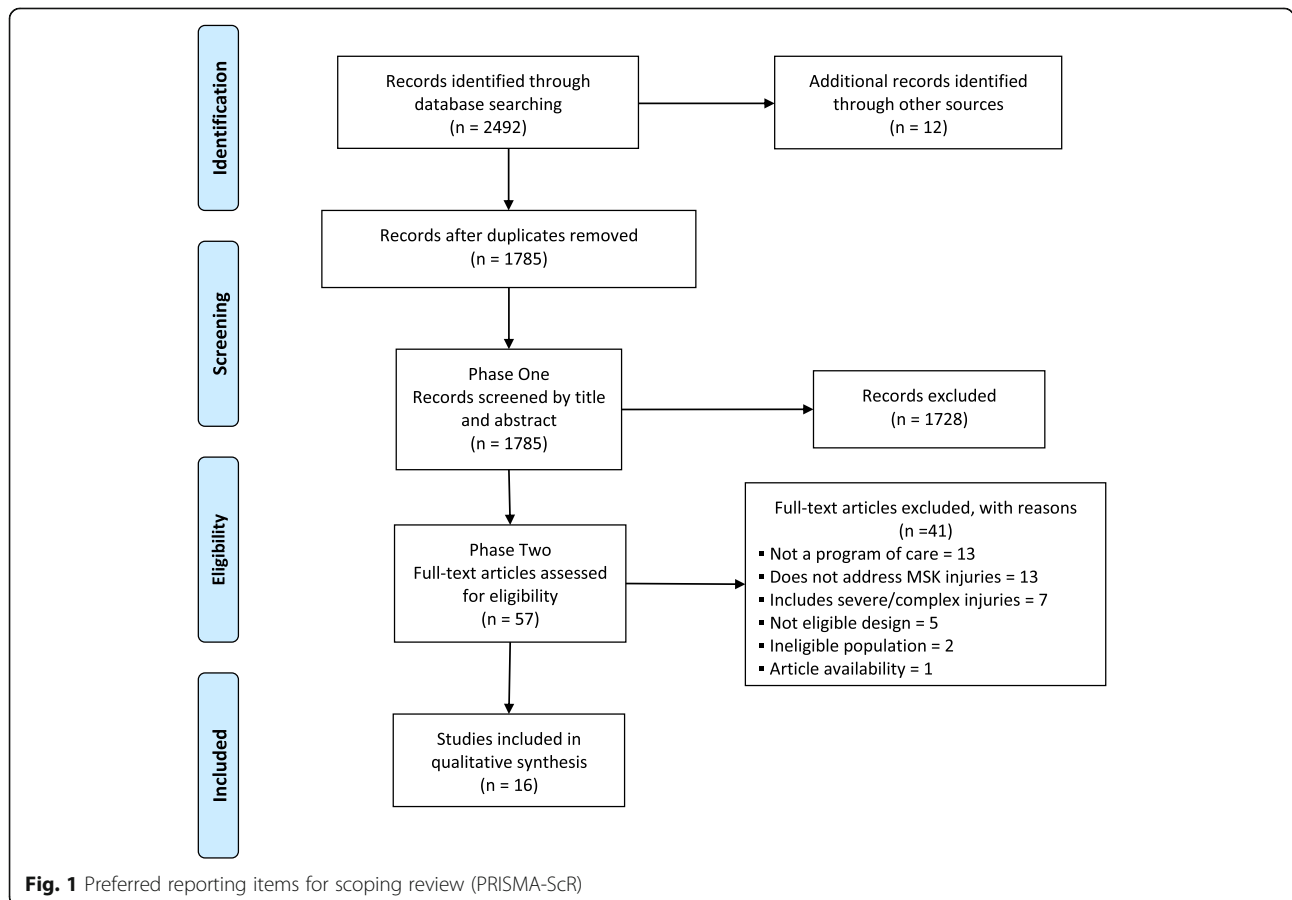 Identification
Records identified through
database searching
(n = 2492)
Additional records identified
through other sources
(n = 12)
Records after duplicates removed
(n = 1785)
Screening
Phase One
Records screened by title
and abstract
(n = 1785)
Records excluded
(n = 1728)
Eligibility
Phase Two
Full-text articles assessed
for eligibility
(n = 57)
Full-text articles excluded, with reasons
(n =41)
▪ Not a program of care = 13
▪ Does not address MSK injuries = 13
▪ Includes severe/complex injuries = 7
▪ Not eligible design = 5
▪ Ineligible population = 2
▪ Article availability = 1
Included
Studies included in
qualitative synthesis
(n = 16)
Fig. 1 Preferred reporting items for scoping review (PRISMA-ScR)